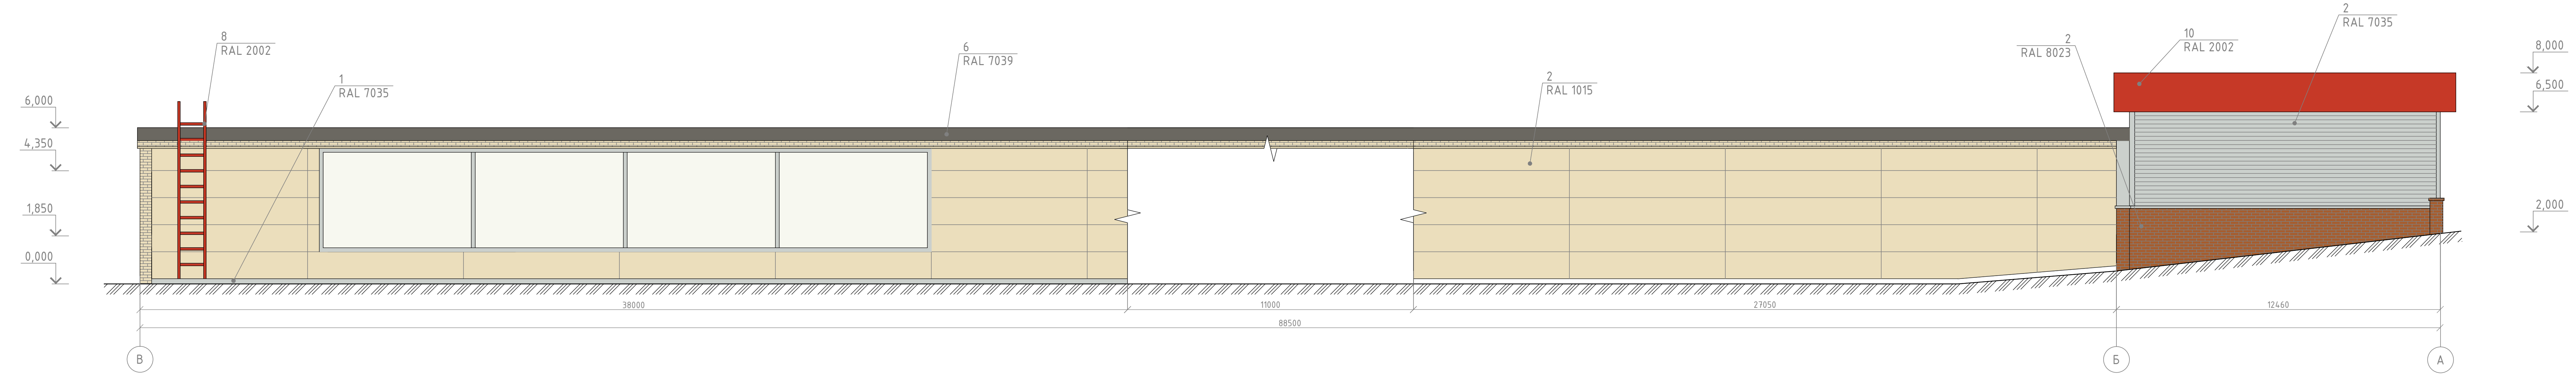 8
RAL 2002
1
RAL 7035
6
RAL 7039
2
RAL 1015
2
RAL 8023
10
RAL 2002
2
RAL 7035
6,000
4,350
1,850
0,000
8,000
6,500
2,000
38000
11000
27050
12460
88500
В
Б
А